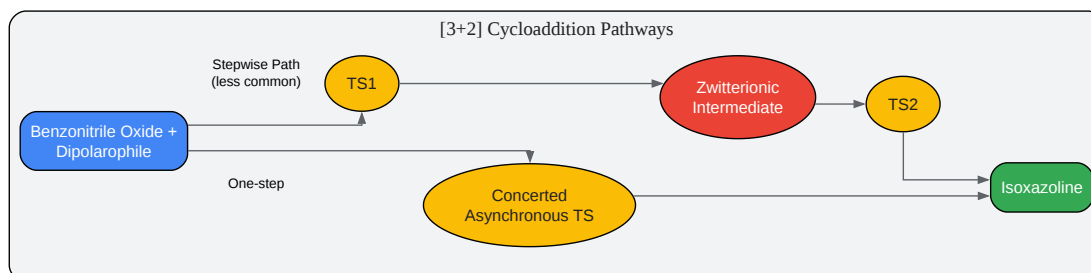 [3+2] Cycloaddition Pathways
Stepwise Path
(less common)
TS1
Zwitterionic
Intermediate
TS2
Benzonitrile Oxide +
Dipolarophile
One-step
Concerted
Asynchronous TS
Isoxazoline